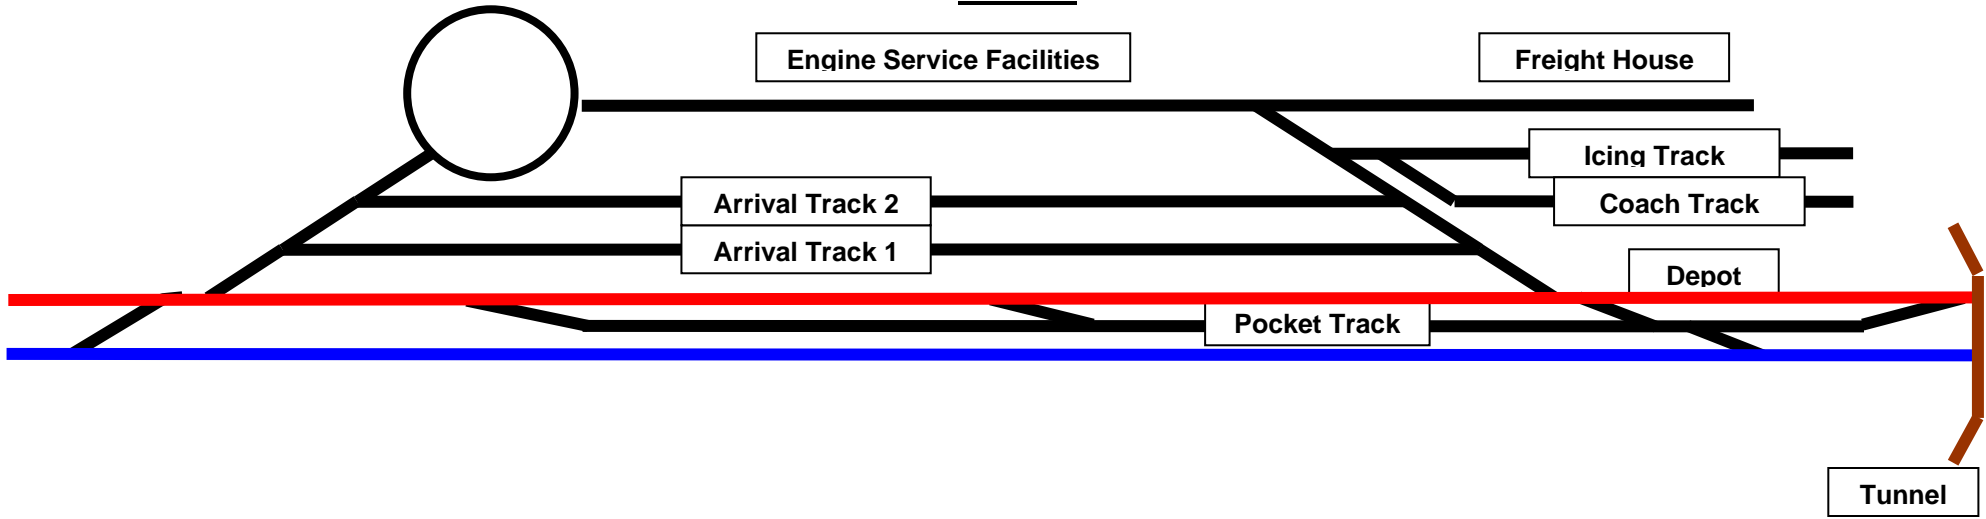 Engine Service Facilities
Freight House
Icing Track
Arrival Track 2
Coach Track
Arrival Track 1
Depot
Pocket Track
Tunnel